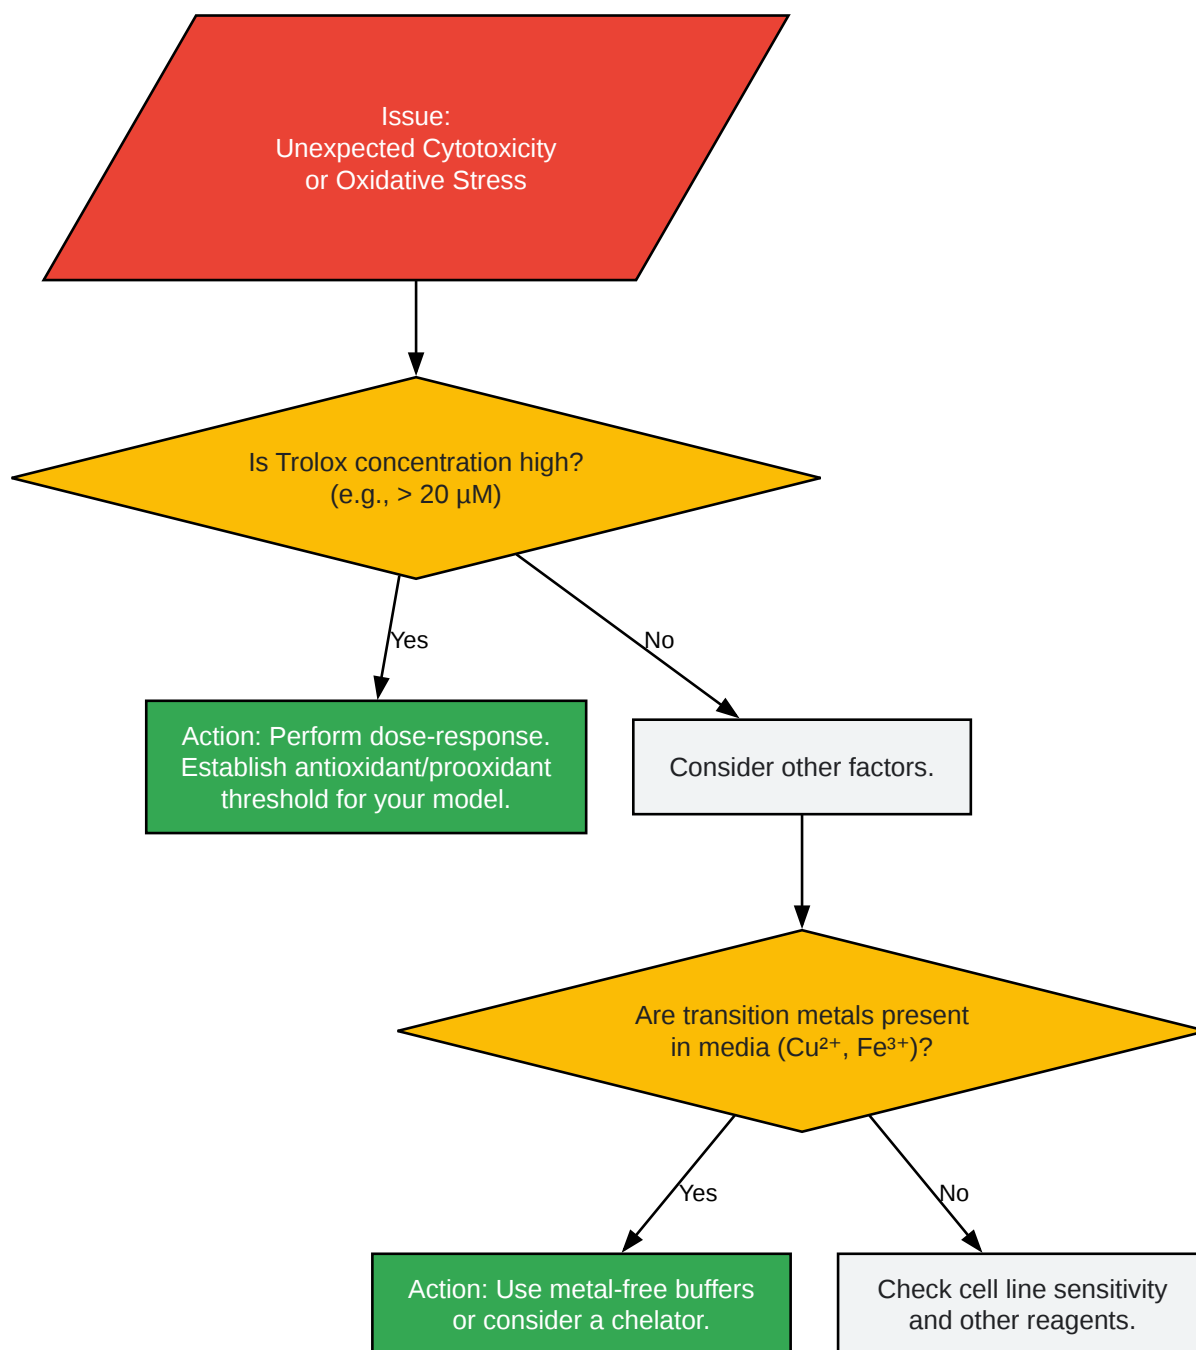 Issue:
Unexpected Cytotoxicity
or Oxidative Stress
Is Trolox concentration high?
(e.g., > 20 µM)
Yes
No
Action: Perform dose-response.
Establish antioxidant/prooxidant
threshold for your model.
Consider other factors.
Are transition metals present
in media (Cu²⁺, Fe³⁺)?
Yes
No
Action: Use metal-free buffers
or consider a chelator.
Check cell line sensitivity
and other reagents.